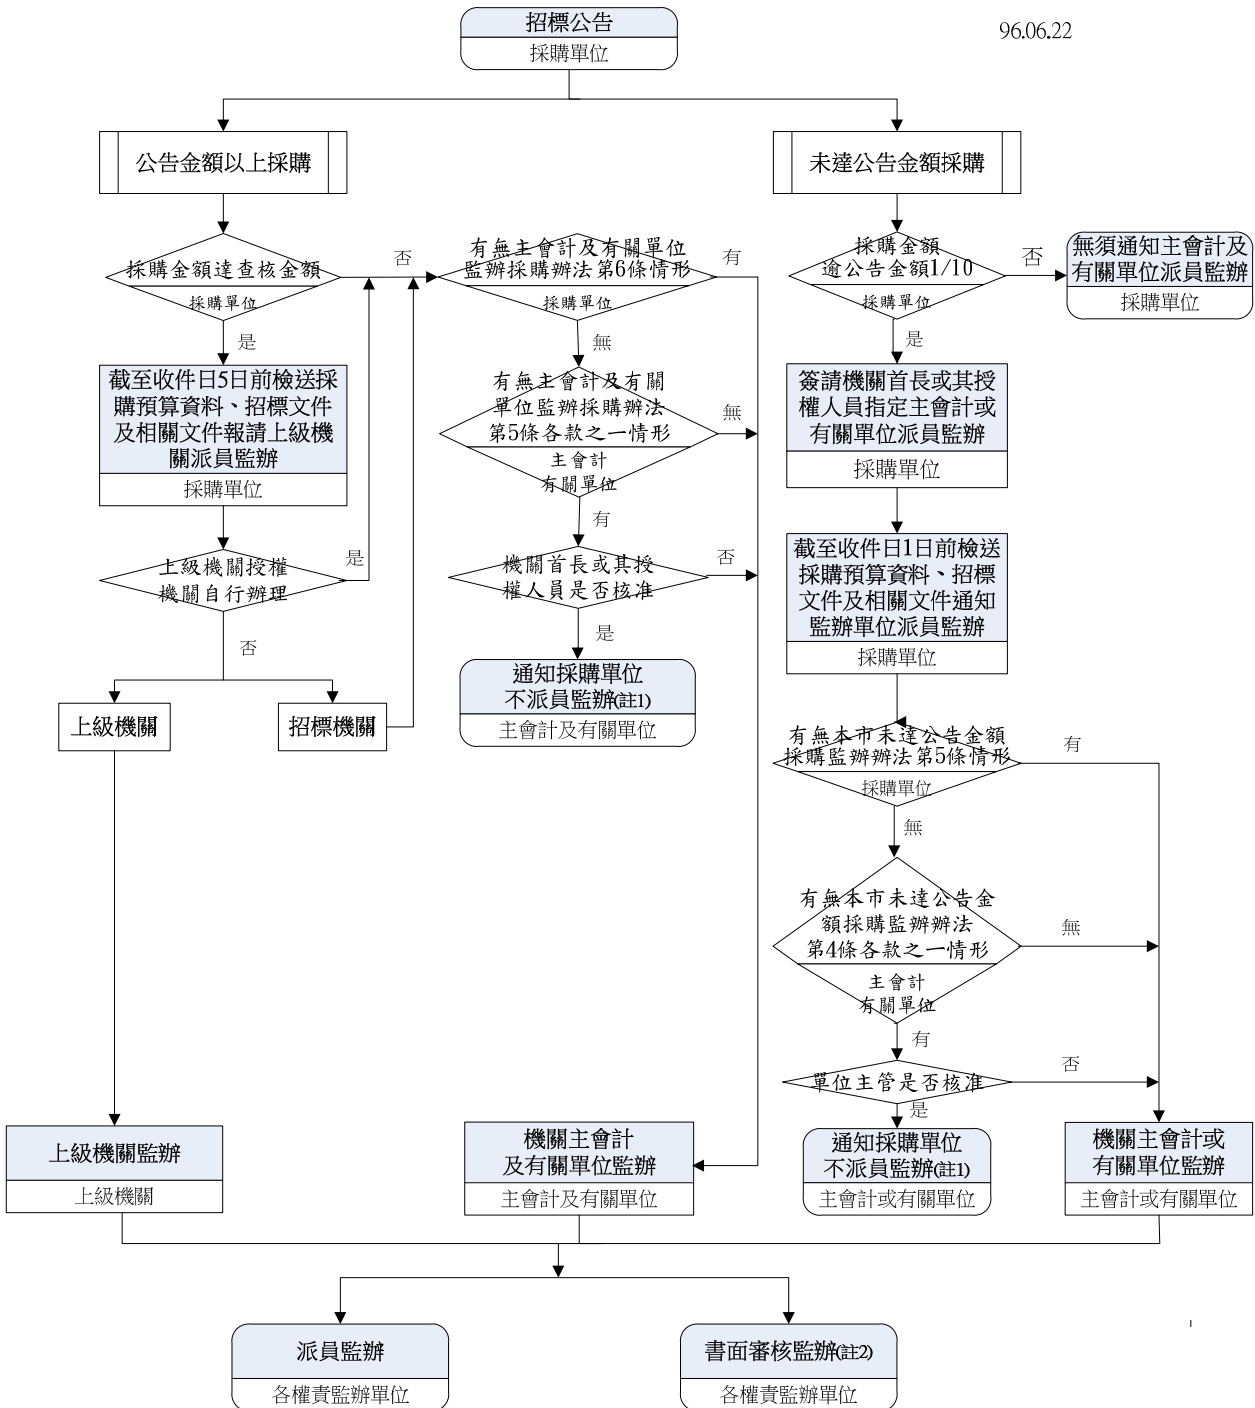 招標公告
採購單位
96.06.22
公告金額以上採購
未達公告金額採購
採購金額達查核金額
採購單位
否
是
截至收件日5日前檢送採
購預算資料、招標文件
及相關文件報請上級機
關派員監辦
採購單位
上級機關授權
機關自行辦理
是
否
上級機關
招標機關
有無主會計及有關單位
監辦採購辦法第6條情形
採購單位
有
無
有無主會計及有關
單位監辦採購辦法
第5條各款之一情形
主會計
有關單位
無
有
機關首長或其授
權人員是否核准
否
是
通知採購單位
不派員監辦(註1)
主會計及有關單位
採購金額
逾公告金額1/10
採購單位
否
無須通知主會計及
有關單位派員監辦
採購單位
是
簽請機關首長或其授
權人員指定主會計或
有關單位派員監辦
採購單位
截至收件日1日前檢送
採購預算資料、招標
文件及相關文件通知
監辦單位派員監辦
採購單位
有無本市未達公告金額
採購監辦辦法第5條情形
採購單位
有
無
有無本市未達公告金
額採購監辦辦法
第4條各款之一情形
主會計
有關單位
無
有
單位主管是否核准
否
是
上級機關監辦
上級機關
機關主會計
及有關單位監辦
主會計及有關單位
通知採購單位
不派員監辦(註1)
主會計或有關單位
機關主會計或
有關單位監辦
主會計或有關單位
派員監辦
各權責監辦單位
書面審核監辦(註2)
各權責監辦單位